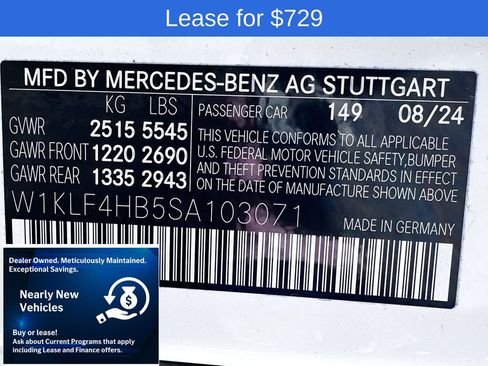 Lease for $729
MFD BY MERCEDES-BENZ AG STUTTGART
KG LBS
GVWR 2515 5545
GAWR FRONT 1220 2690
GAWR REAR 1335 2943
PASSENGER CAR 149 08/24
THIS VEHICLE CONFORMS TO ALL APPLICABLE
U.S. FEDERAL MOTOR VEHICLE SAFETY, BUMPER
AND THEFT PREVENTION STANDARDS IN EFFECT
ON THE DATE OF MANUFACTURE SHOWN ABOVE
W1KLF4HB5SA103071
MADE IN GERMANY
Dealer Owned. Meticulously Maintained.
Exceptional Savings.
Nearly New
Vehicles
$
Buy or lease!
Ask about Current Programs that apply
including Lease and Finance offers.